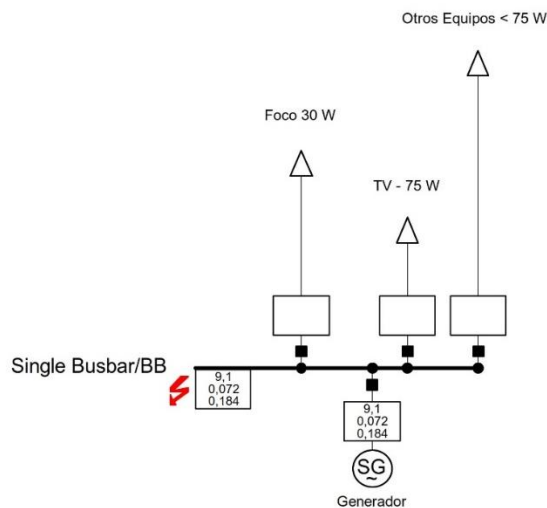 Otros Equipos < 75 W
Foco 30 W
TV - 75 W
Single Busbar/BB
9,1
0,072
0,184
9,1
0,072
0,184
SG
~
Generador